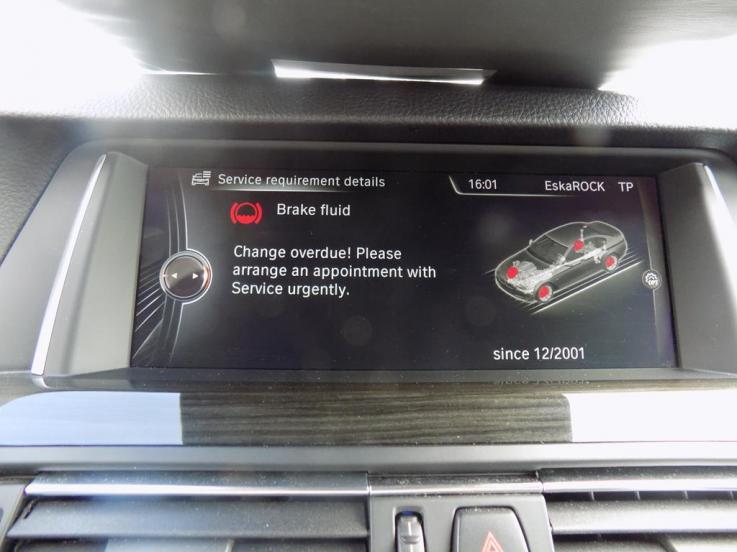 Service requirement details
16:01 EskaROCK TP
Brake fluid
Change overdue! Please
arrange an appointment with
Service urgently.
since 12/2001
OPT